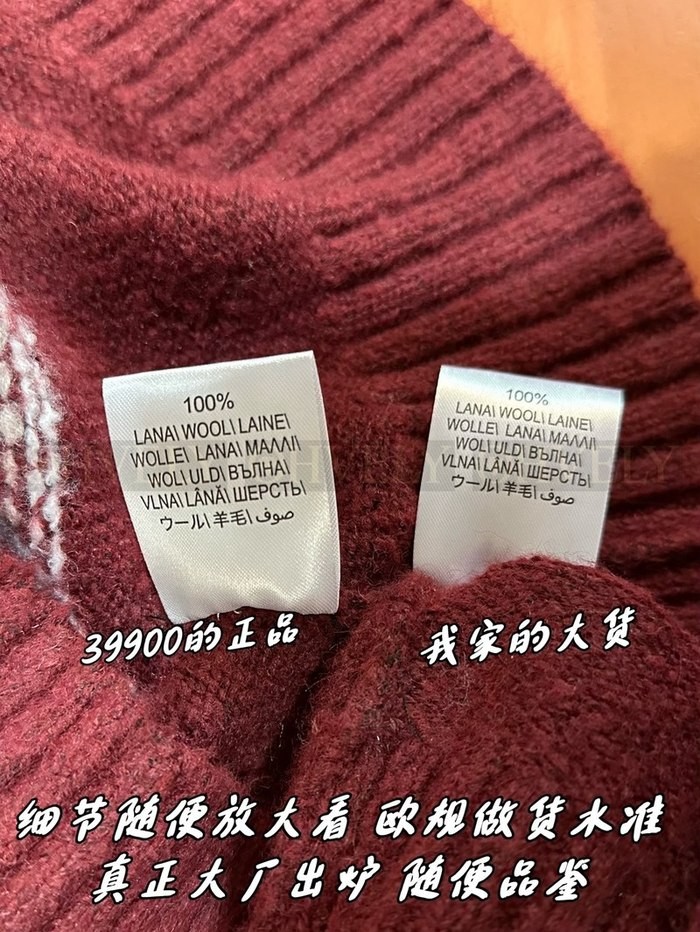 100%
LANA\ WOOL\ LAINE\
WOLLE\ LANA\ ΜΑΛΛΙ\
WOL\ ULD\ ВЪЛНА\
VLNA\ LÂNĂ\ ШЕРСТЬ\
ウール\ 羊毛\ صوف
100%
LANA\ WOOL\ LAINE\
WOLLE\ LANA\ ΜΑΛΛΙ\
WOL\ ULD\ ВЪЛНА\
VLNA\ LÂNĂ\ ШЕРСТЬ\
ウール\ 羊毛\ صوف
39900的正品
我家的大货
细节随便放大看 欧规做货水准
真正大厂出炉 随便品鉴